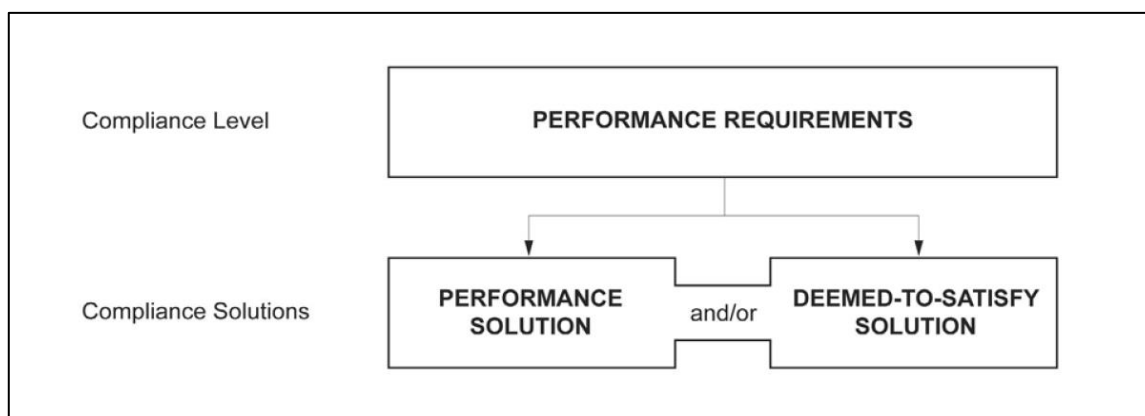 Compliance Level
PERFORMANCE REQUIREMENTS
Compliance Solutions
PERFORMANCE
SOLUTION
and/or
DEEMED-TO-SATISFY
SOLUTION